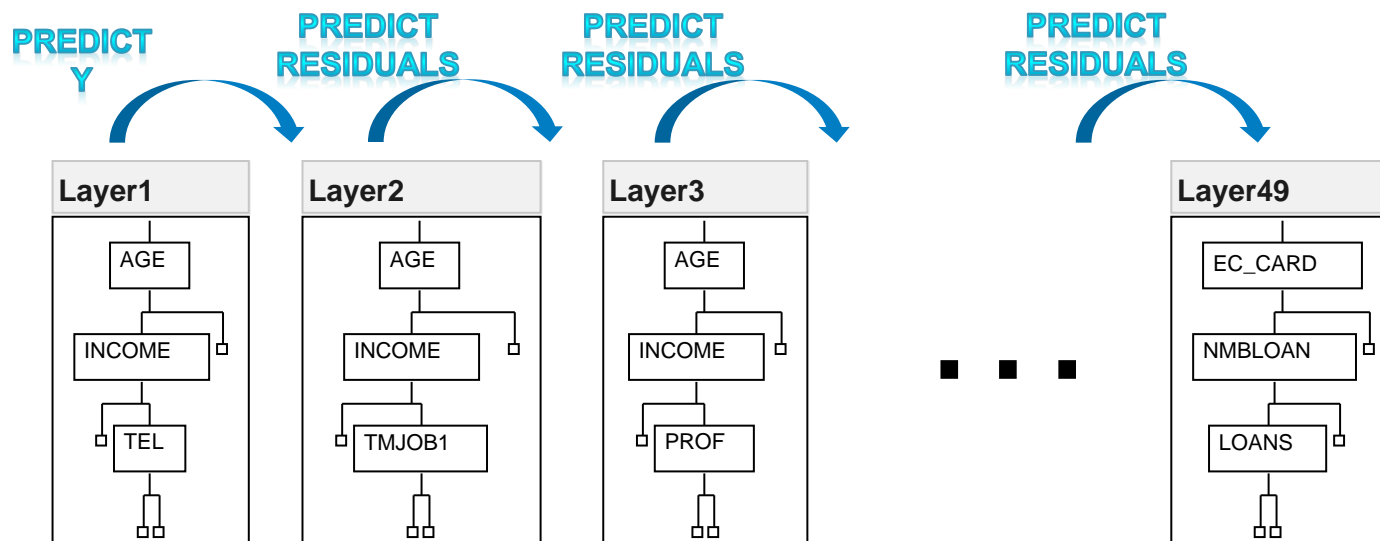 PREDICT
Y
PREDICT
RESIDUALS
PREDICT
RESIDUALS
PREDICT
RESIDUALS
Layer1
AGE
INCOME
TEL
Layer2
AGE
INCOME
TMJOB1
Layer3
AGE
INCOME
PROF
Layer49
EC_CARD
NMBLOAN
LOANS